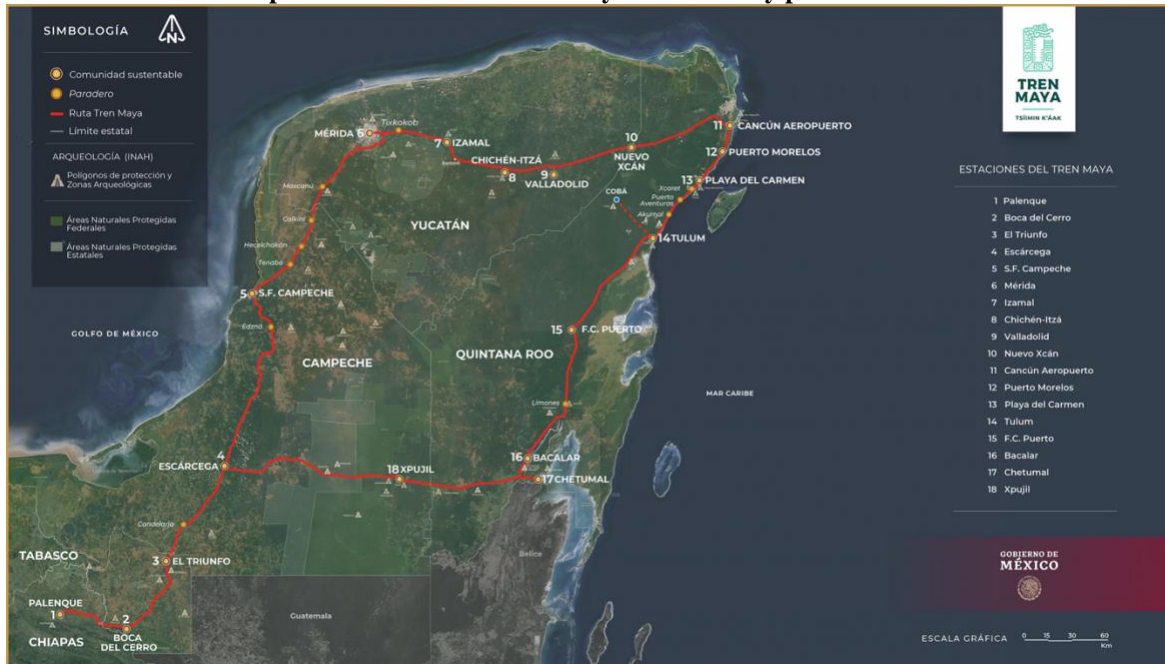 SIMBOLOGÍA
N
Comunidad sustentable
Paradero
Ruta Tren Maya
Límite estatal
ARQUEOLOGÍA (INAH)
Polígonos de protección y
Zonas Arqueológicas
Áreas Naturales Protegidas
Federales
Áreas Naturales Protegidas
Estatales
TREN
MAYA
TSÍIMIN K'ÁAK
ESTACIONES DEL TREN MAYA
1 Palenque
2 Boca del Cerro
3 El Triunfo
4 Escárcega
5 S.F. Campeche
6 Mérida
7 Izamal
8 Chichén-Itzá
9 Valladolid
10 Nuevo Xcán
11 Cancún Aeropuerto
12 Puerto Morelos
13 Playa del Carmen
14 Tulum
15 F.C. Puerto
16 Bacalar
17 Chetumal
18 Xpujil
GOBIERNO DE
MÉXICO
ESCALA GRÁFICA 0 15 30 60
Km
Tixkokob
MÉRIDA 6
7 IZAMAL
CHICHÉN-ITZÁ
8
9
VALLADOLID
10
NUEVO
XCÁN
11 CANCÚN AEROPUERTO
12 PUERTO MORELOS
13 PLAYA DEL CARMEN
Xcaret
Puerto
Aventuras
Akumal
COBÁ
14 TULUM
Maxcanú
Calkiní
Hecelchakán
Tenabo
YUCATÁN
5 S.F. CAMPECHE
Edzná
GOLFO DE MÉXICO
CAMPECHE
QUINTANA ROO
15 F.C. PUERTO
MAR CARIBE
Limones
4
ESCÁRCEGA
18 XPUJIL
16 BACALAR
17 CHETUMAL
Candelaria
TABASCO
3 EL TRIUNFO
Belice
PALENQUE
1
2
BOCA
DEL CERRO
CHIAPAS
Guatemala